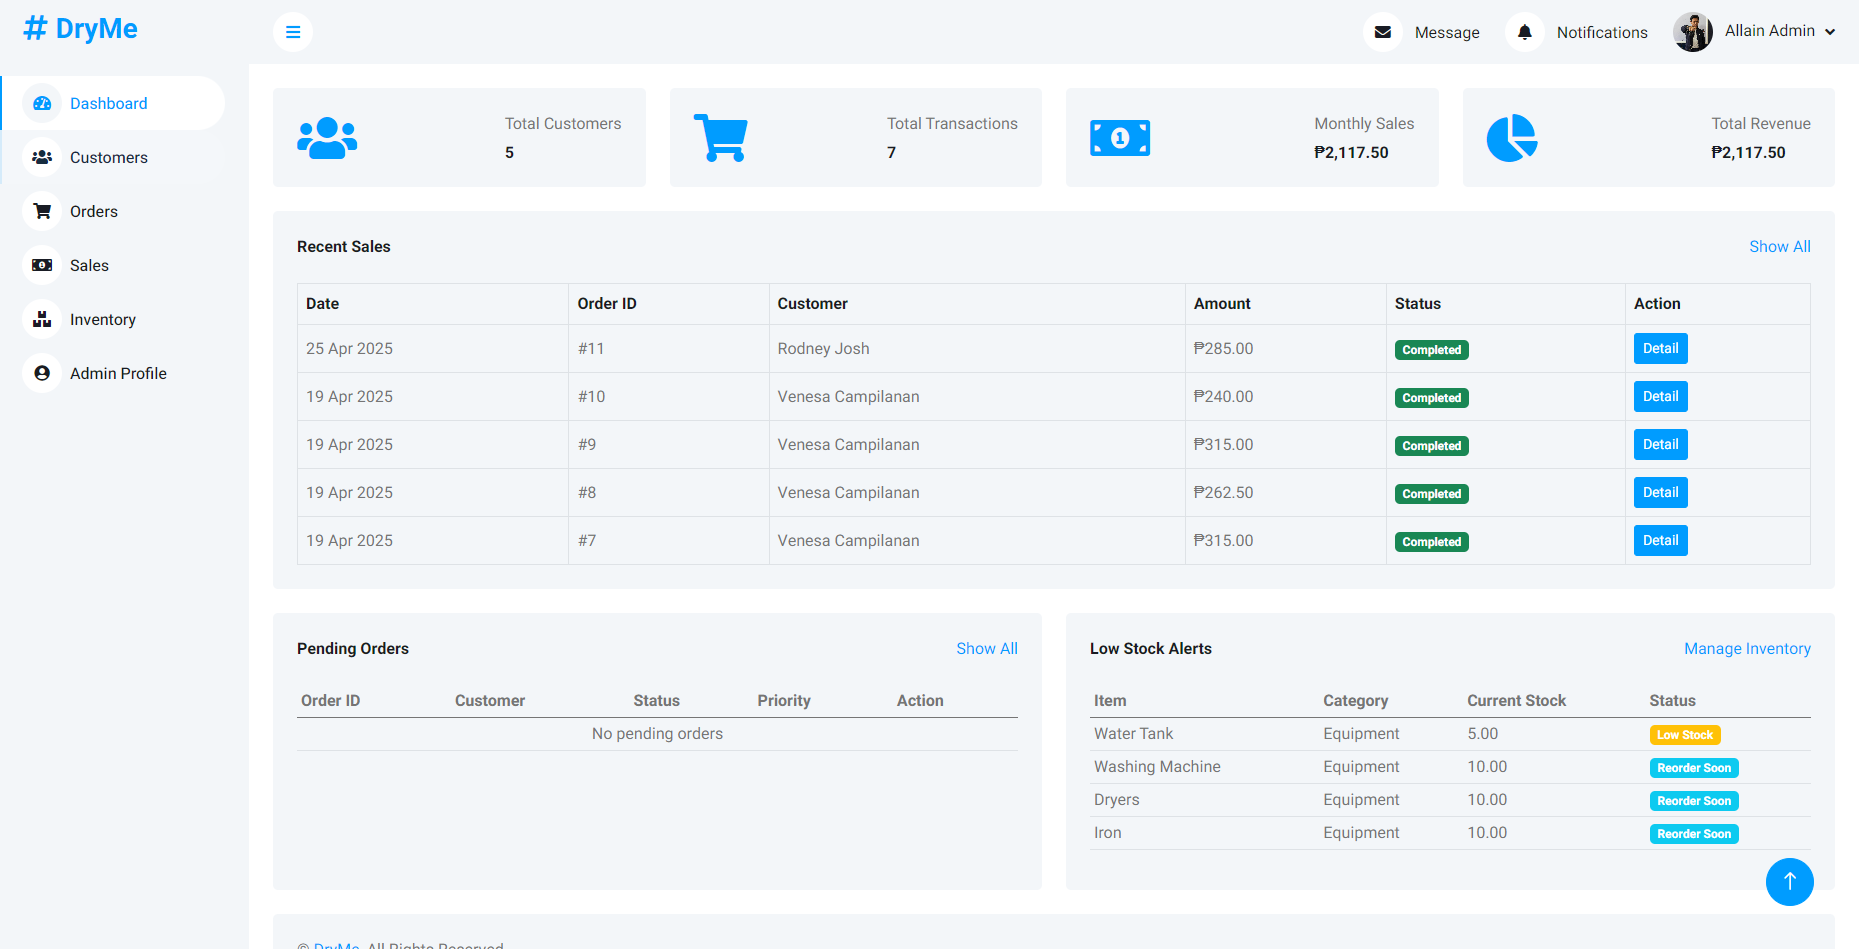 # DryMe
Message
Notifications
Allain Admin
Dashboard
Customers
Orders
Sales
Inventory
Admin Profile
Total Customers
5
Total Transactions
7
Monthly Sales
₱2,117.50
Total Revenue
₱2,117.50
Recent Sales Show All
Date Order ID Customer Amount Status Action
25 Apr 2025 #11 Rodney Josh ₱285.00 Completed Detail
19 Apr 2025 #10 Venesa Campilanan ₱240.00 Completed Detail
19 Apr 2025 #9 Venesa Campilanan ₱315.00 Completed Detail
19 Apr 2025 #8 Venesa Campilanan ₱262.50 Completed Detail
19 Apr 2025 #7 Venesa Campilanan ₱315.00 Completed Detail
Pending Orders Show All
Order ID Customer Status Priority Action
No pending orders
Low Stock Alerts Manage Inventory
Item Category Current Stock Status
Water Tank Equipment 5.00 Low Stock
Washing Machine Equipment 10.00 Reorder Soon
Dryers Equipment 10.00 Reorder Soon
Iron Equipment 10.00 Reorder Soon
© DryMe, All Rights Reserved